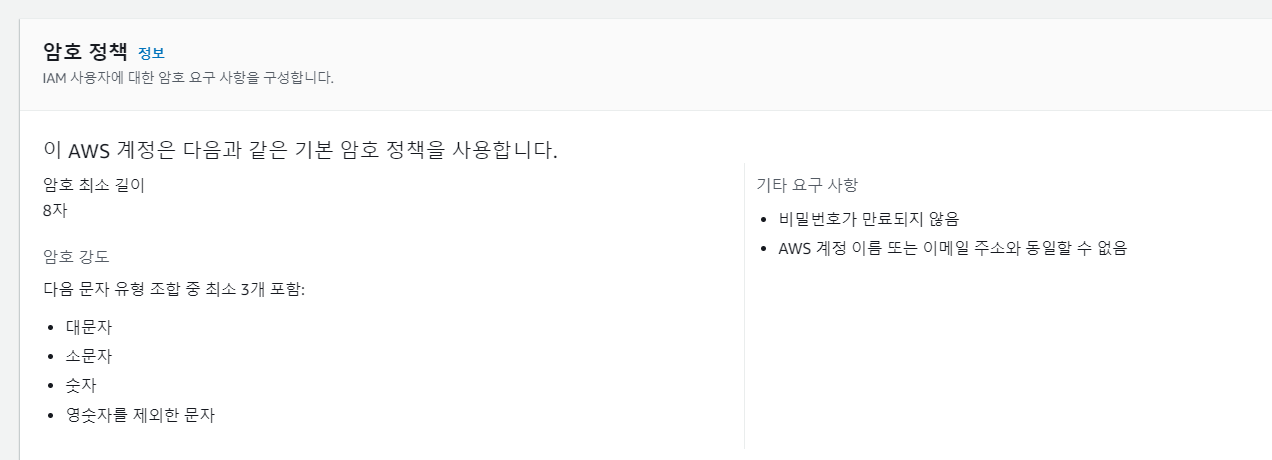 암호 정책 정보
IAM 사용자에 대한 암호 요구 사항을 구성합니다.
이 AWS 계정은 다음과 같은 기본 암호 정책을 사용합니다.
암호 최소 길이
8자
암호 강도
다음 문자 유형 조합 중 최소 3개 포함:
• 대문자
• 소문자
• 숫자
• 영숫자를 제외한 문자
기타 요구 사항
• 비밀번호가 만료되지 않음
• AWS 계정 이름 또는 이메일 주소와 동일할 수 없음